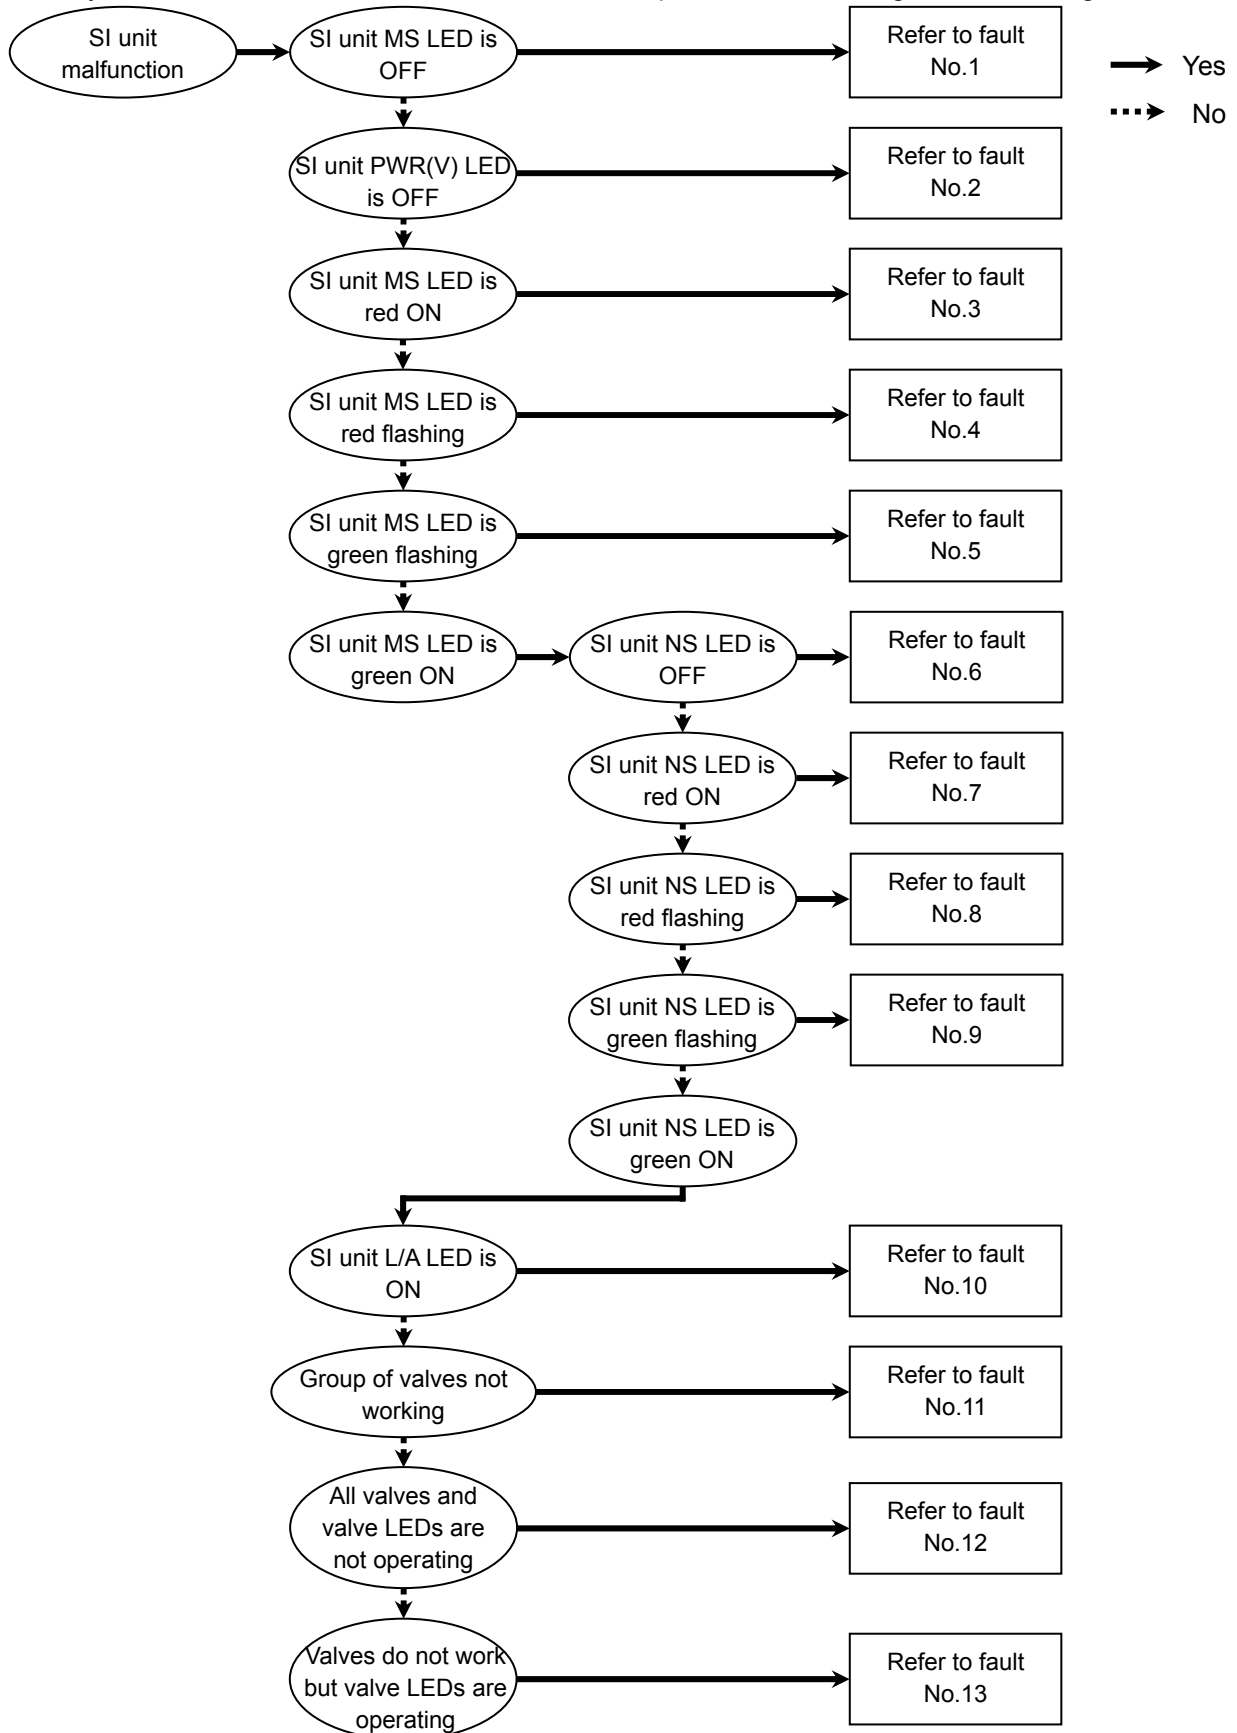 SI unit
malfunction
SI unit MS LED is
OFF
Refer to fault
No.1
Yes
No
SI unit PWR(V) LED
is OFF
Refer to fault
No.2
SI unit MS LED is
red ON
Refer to fault
No.3
SI unit MS LED is
red flashing
Refer to fault
No.4
SI unit MS LED is
green flashing
Refer to fault
No.5
SI unit MS LED is
green ON
SI unit NS LED is
OFF
Refer to fault
No.6
SI unit NS LED is
red ON
Refer to fault
No.7
SI unit NS LED is
red flashing
Refer to fault
No.8
SI unit NS LED is
green flashing
Refer to fault
No.9
SI unit NS LED is
green ON
SI unit L/A LED is
ON
Refer to fault
No.10
Group of valves not
working
Refer to fault
No.11
All valves and
valve LEDs are
not operating
Refer to fault
No.12
Valves do not work
but valve LEDs are
operating
Refer to fault
No.13